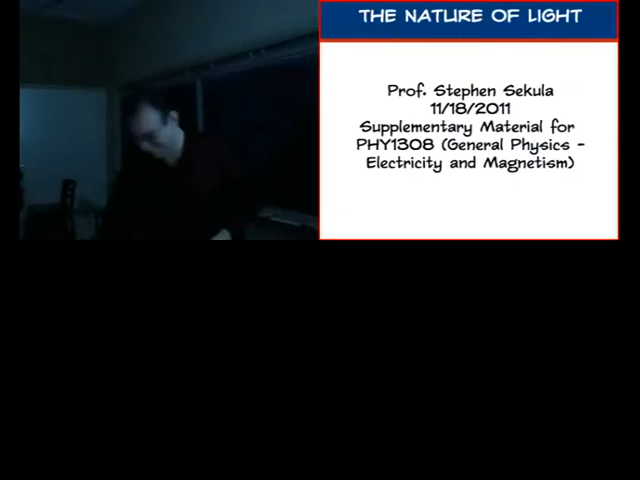 THE NATURE OF LIGHT
Prof. Stephen Sekula
11/18/2011
Supplementary Material for
PHY1308 (General Physics -
Electricity and Magnetism)